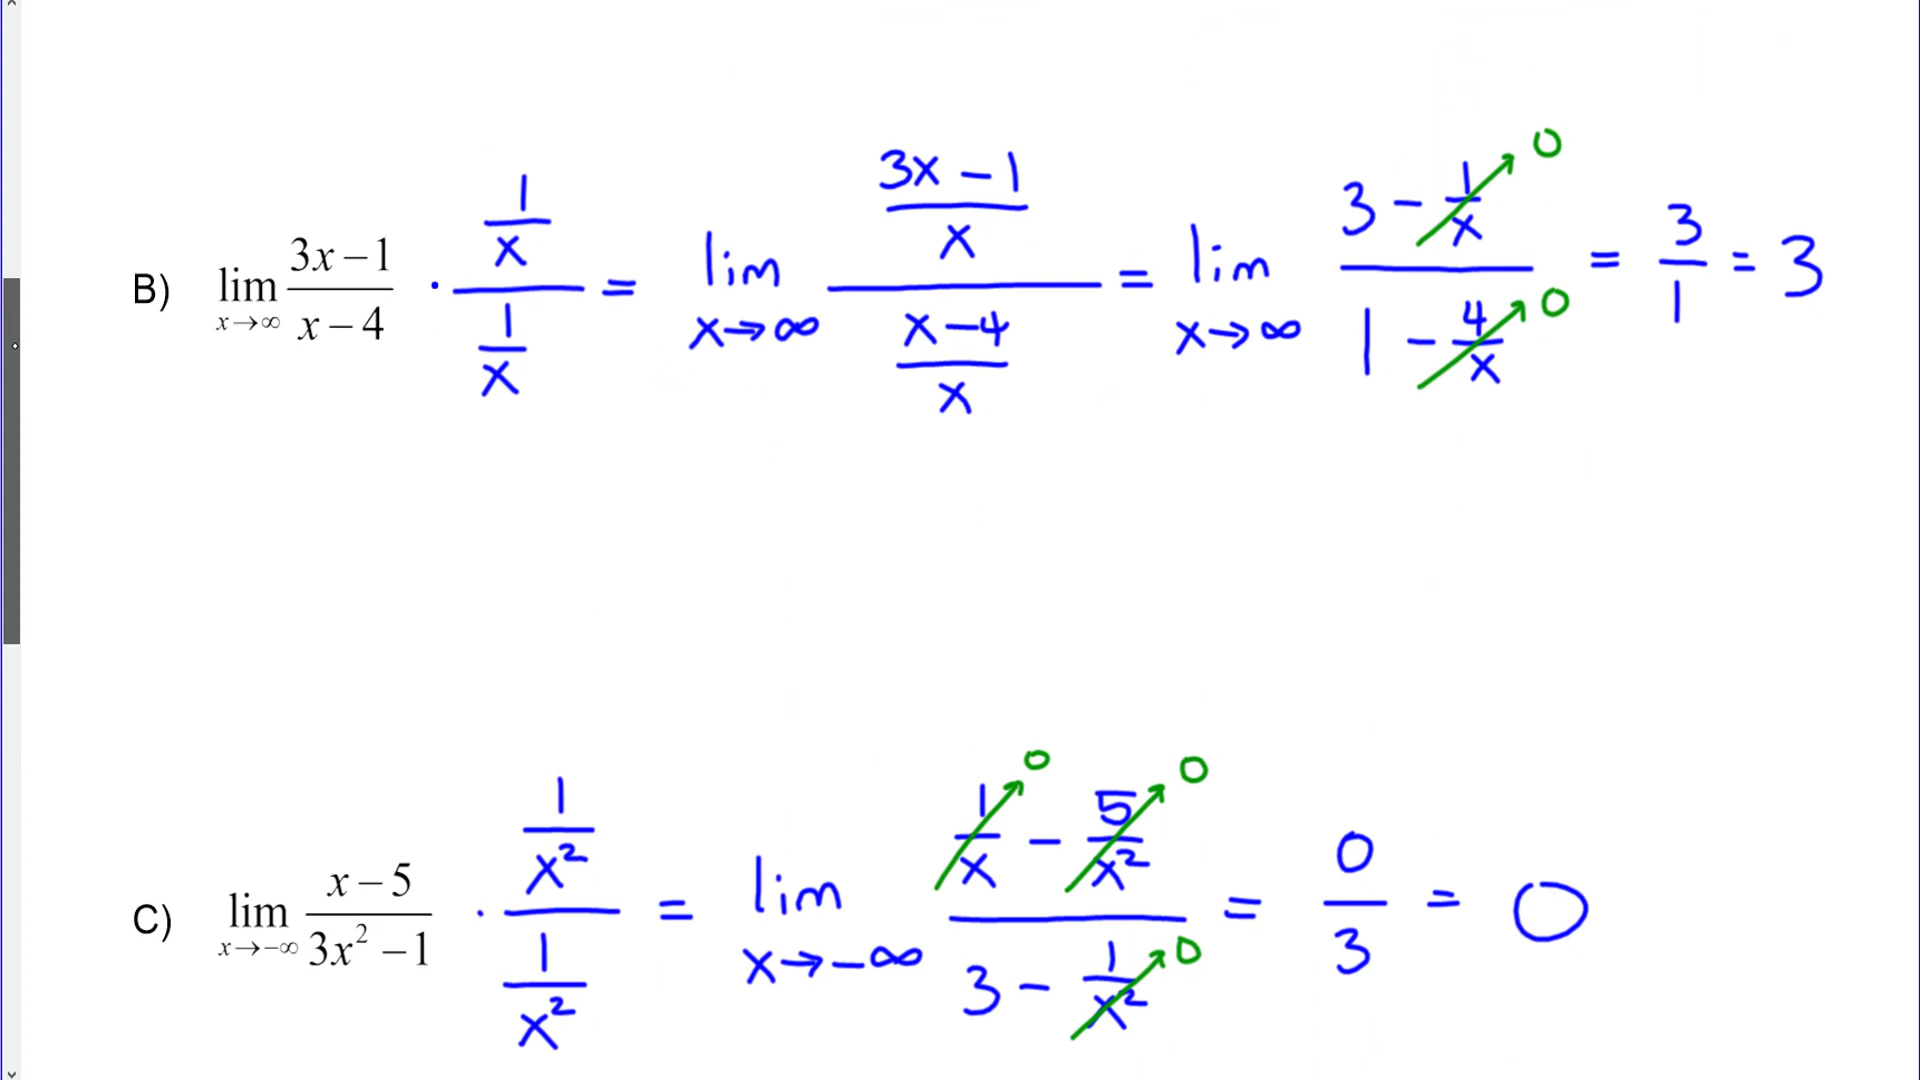 B) lim_{x→∞} (3x−1)/(x−4) · (1/x)/(1/x) = lim_{x→∞} ((3x−1)/x)/((x−4)/x) = lim_{x→∞} (3 − 1/x → 0)/(1 − 4/x → 0) = 3/1 = 3
C) lim_{x→−∞} (x−5)/(3x²−1) · (1/x²)/(1/x²) = lim_{x→−∞} (1/x → 0 − 5/x² → 0)/(3 − 1/x² → 0) = 0/3 = 0